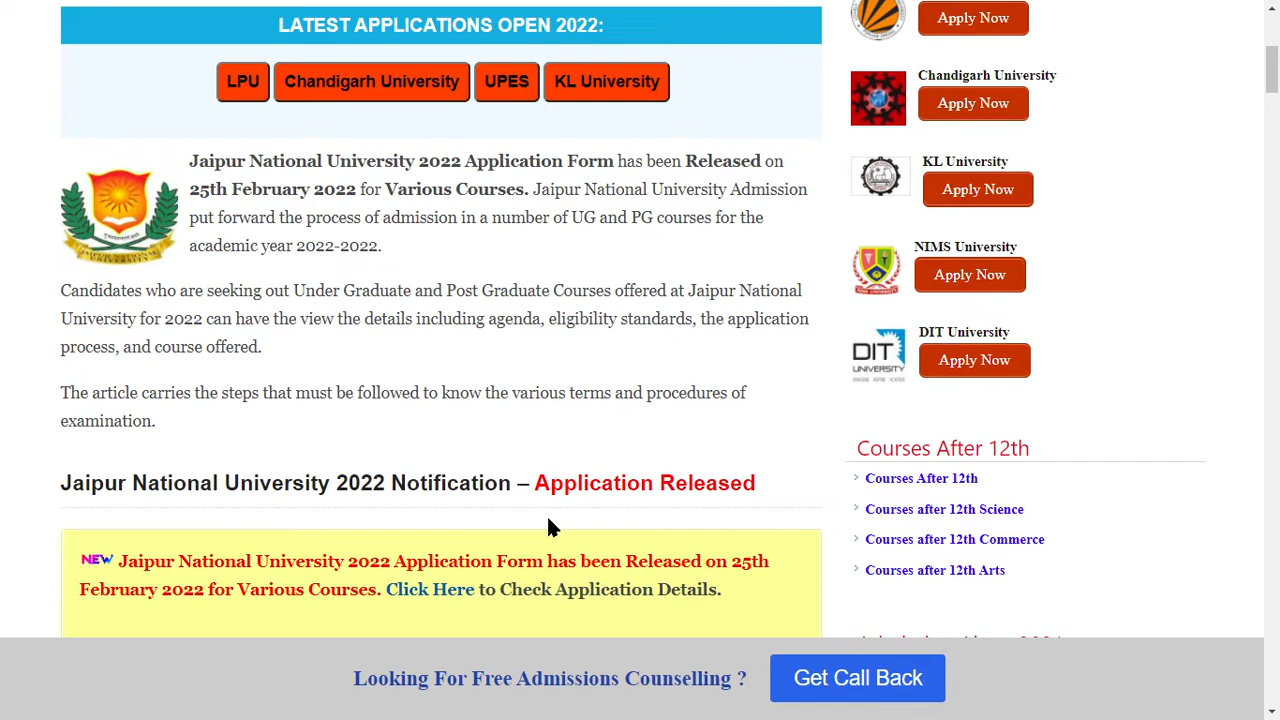 LATEST APPLICATIONS OPEN 2022:
LPU
Chandigarh University
UPES
KL University
Jaipur National University 2022 Application Form has been Released on
25th February 2022 for Various Courses. Jaipur National University Admission
put forward the process of admission in a number of UG and PG courses for the
academic year 2022-2022.
Candidates who are seeking out Under Graduate and Post Graduate Courses offered at Jaipur National
University for 2022 can have the view the details including agenda, eligibility standards, the application
process, and course offered.
The article carries the steps that must be followed to know the various terms and procedures of
examination.
Jaipur National University 2022 Notification – Application Released
NEW Jaipur National University 2022 Application Form has been Released on 25th
February 2022 for Various Courses. Click Here to Check Application Details.
Apply Now
Chandigarh University
Apply Now
KL University
Apply Now
NIMS University
Apply Now
DIT University
DIT
UNIVERSITY
Apply Now
Courses After 12th
Courses After 12th
Courses after 12th Science
Courses after 12th Commerce
Courses after 12th Arts
Looking For Free Admissions Counselling ?
Get Call Back